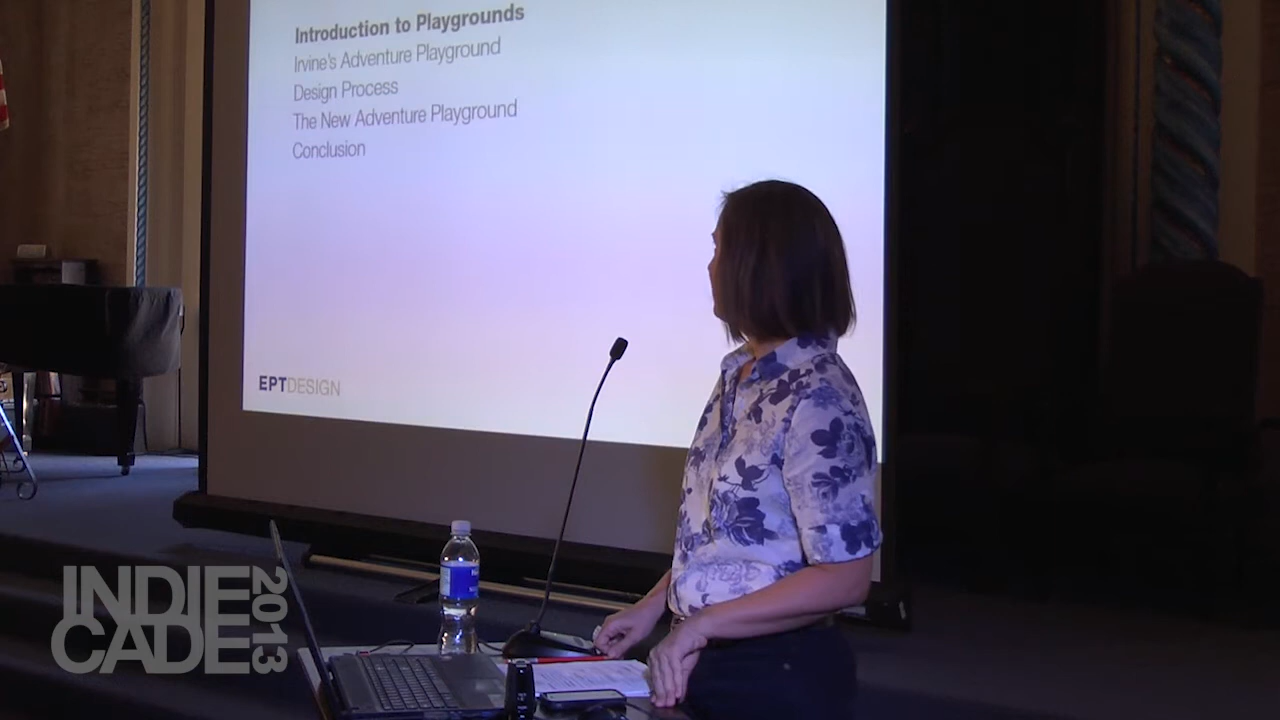 Introduction to Playgrounds
Irvine's Adventure Playground
Design Process
The New Adventure Playground
Conclusion
EPTDESIGN
INDIE
CADE
2013